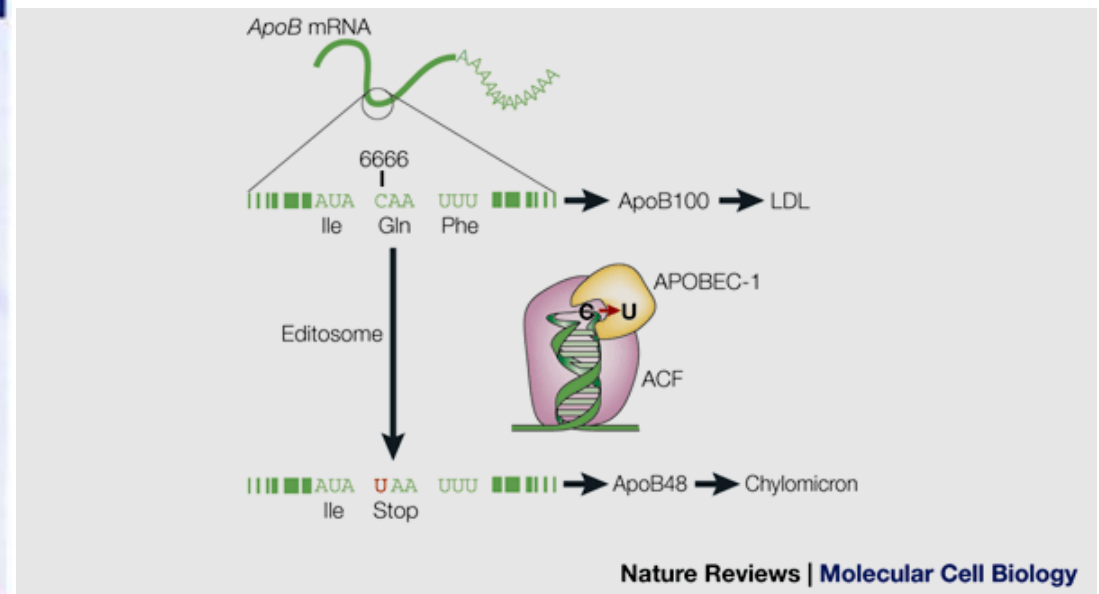 ApoB mRNA
AAAAAAAAAAAA
6666
AUA CAA UUU
Ile Gln Phe
ApoB100
LDL
APOBEC-1
C U
Editosome
ACF
AUA UAA UUU
Ile Stop
ApoB48
Chylomicron
Nature Reviews | Molecular Cell Biology